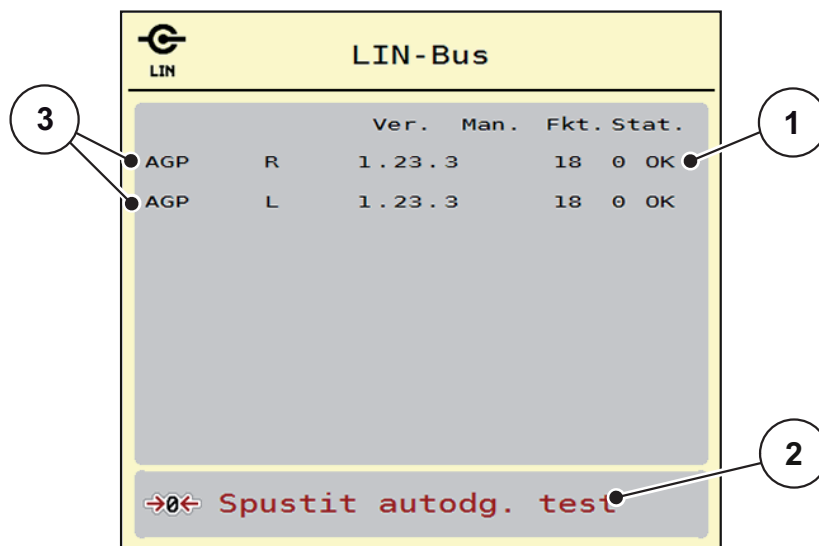 LIN
LIN-Bus
Ver. Man. Fkt. Stat.
3
1
AGP R 1.23.3 18 0 OK
AGP L 1.23.3 18 0 OK
2
→0← Spustit autodg. test